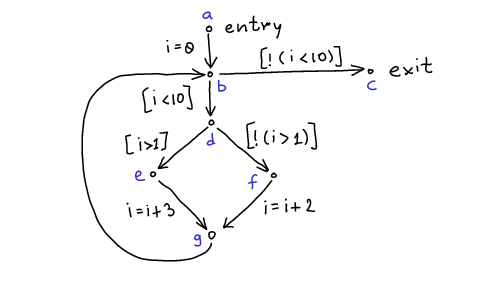 a
entry
i=0
[!(i<10)]
exit
b
c
[i<10]
[i>1]
d
[!(i>1)]
e
f
i=i+3
i=i+2
g